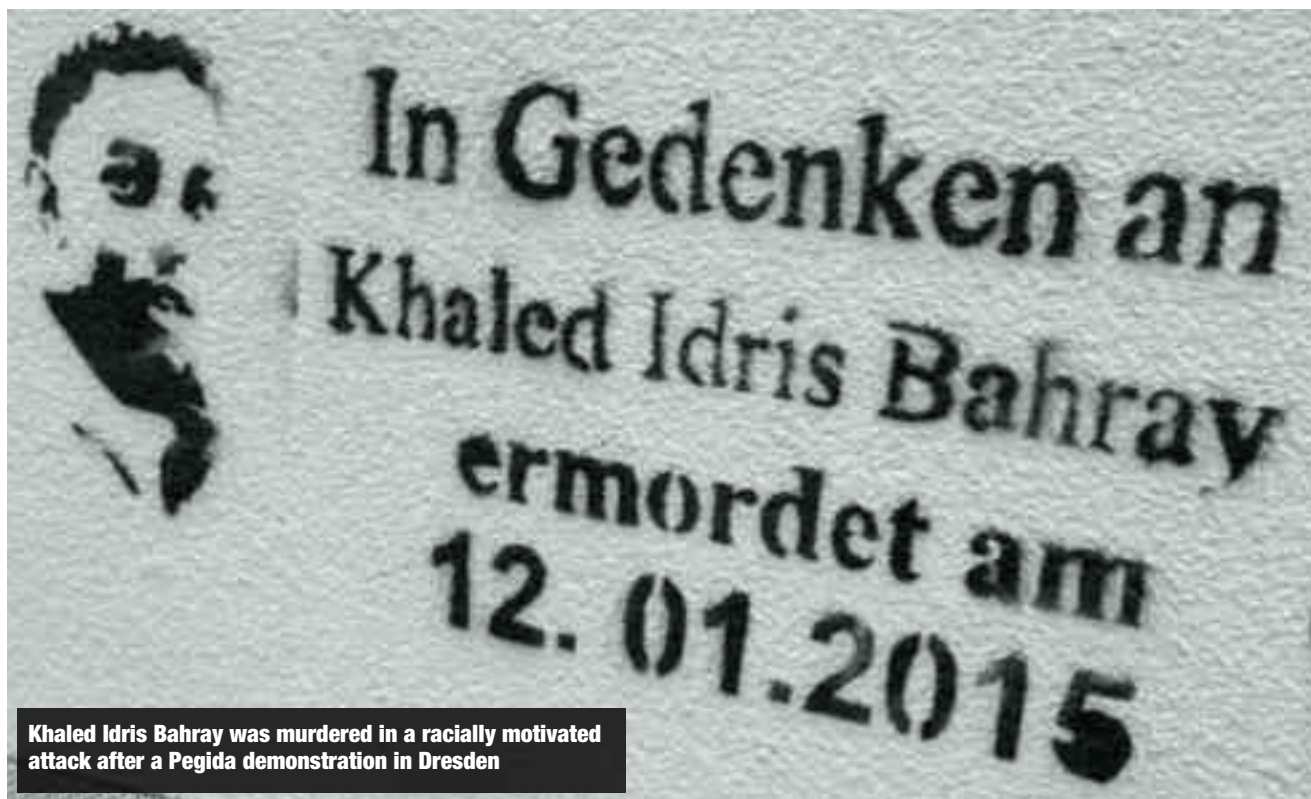 In Gedenken an
Khaled Idris Bahray
ermordet am
12. 01.2015
Khaled Idris Bahray was murdered in a racially motivated
attack after a Pegida demonstration in Dresden